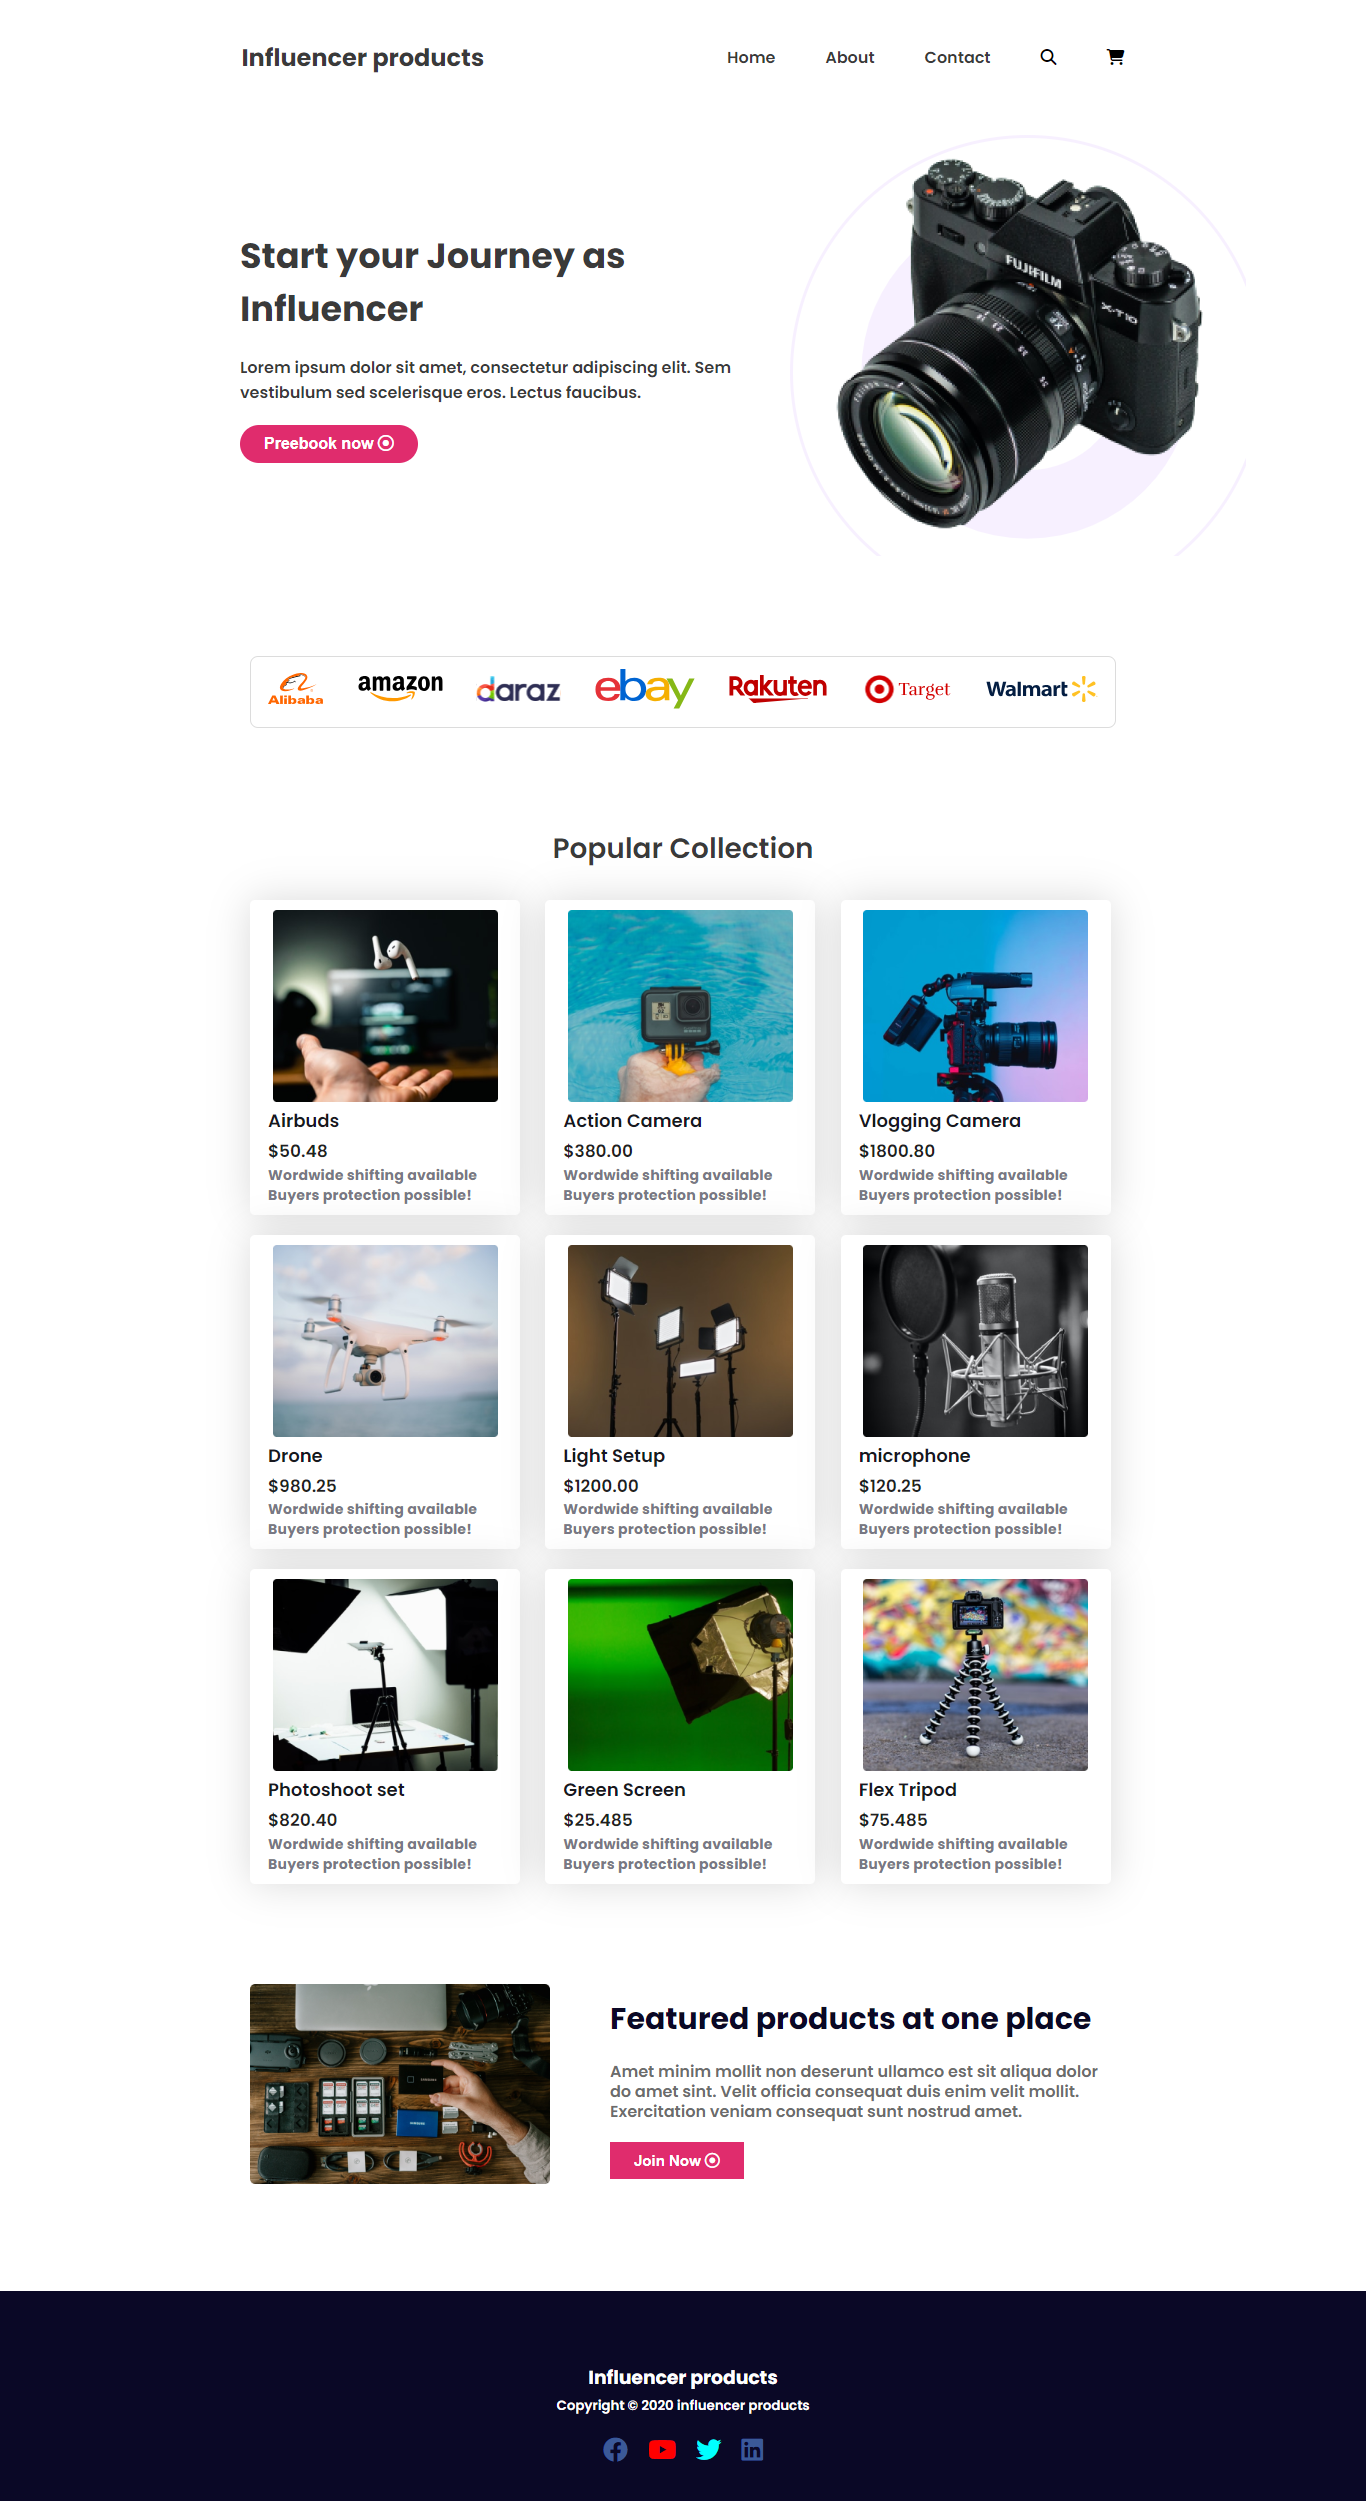 Influencer products
Home
About
Contact
FUJIFILM
X-T10
Start your Journey as
Influencer
Lorem ipsum dolor sit amet, consectetur adipiscing elit. Sem
vestibulum sed scelerisque eros. Lectus faucibus.
Preebook now
Alibaba
amazon
daraz
ebay
Rakuten
Target
Walmart
Popular Collection
Airbuds
$50.48
Wordwide shifting available
Buyers protection possible!
Action Camera
$380.00
Wordwide shifting available
Buyers protection possible!
Vlogging Camera
$1800.80
Wordwide shifting available
Buyers protection possible!
Drone
$980.25
Wordwide shifting available
Buyers protection possible!
Light Setup
$1200.00
Wordwide shifting available
Buyers protection possible!
microphone
$120.25
Wordwide shifting available
Buyers protection possible!
Photoshoot set
$820.40
Wordwide shifting available
Buyers protection possible!
Green Screen
$25.485
Wordwide shifting available
Buyers protection possible!
Flex Tripod
$75.485
Wordwide shifting available
Buyers protection possible!
Featured products at one place
Amet minim mollit non deserunt ullamco est sit aliqua dolor
do amet sint. Velit officia consequat duis enim velit mollit.
Exercitation veniam consequat sunt nostrud amet.
Join Now
Influencer products
Copyright © 2020 influencer products